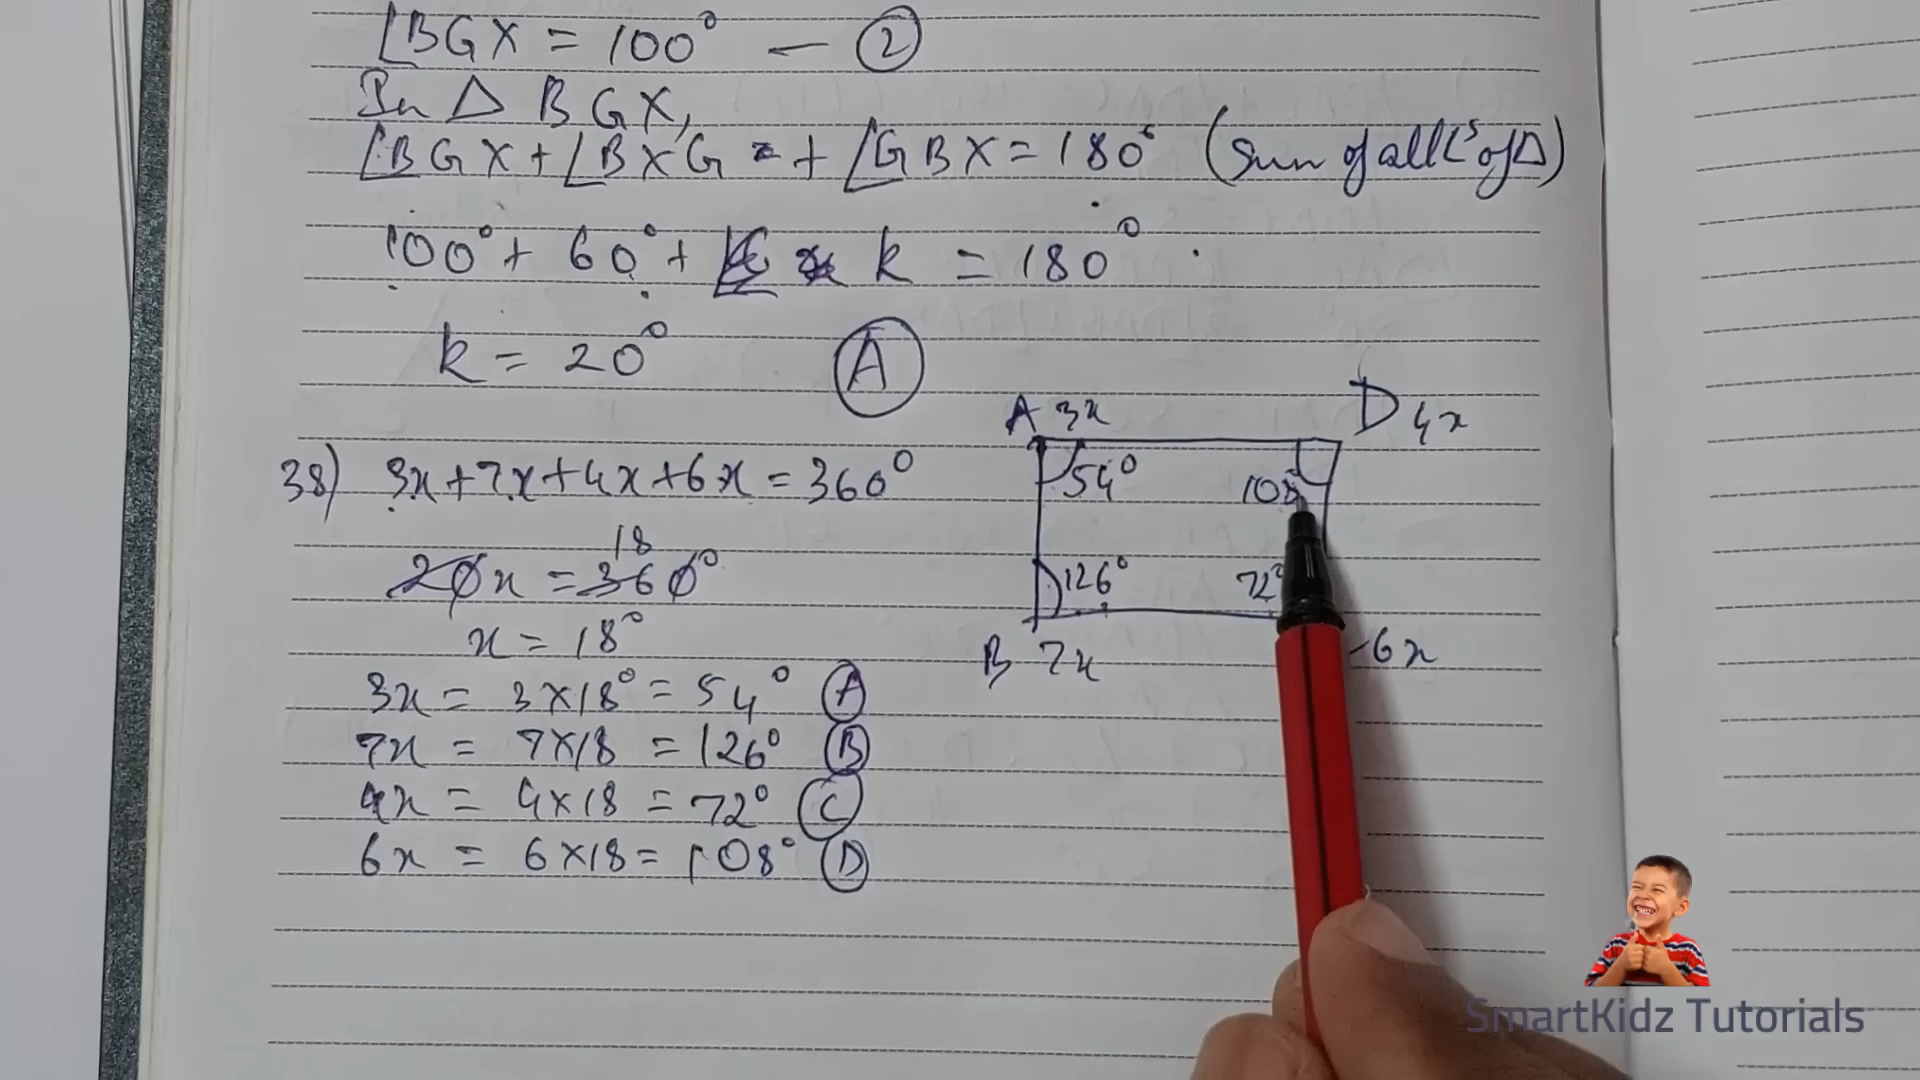 ∠BGX = 100° — ②
In △ BGX,
∠BGX + ∠BXG + ∠GBX = 180° (Sum of all ∠s of △)
100° + 60° + k = 180°
k = 20° Ⓐ
A 3x D 4x
38) 3x + 7x + 4x + 6x = 360°
54° 108
18
20x = 360°
126° 72°
x = 18°
B 7x 6x
3x = 3×18° = 54° Ⓐ
7x = 7×18 = 126° Ⓑ
4x = 4×18 = 72° Ⓒ
6x = 6×18 = 108° Ⓓ
SmartKidz Tutorials